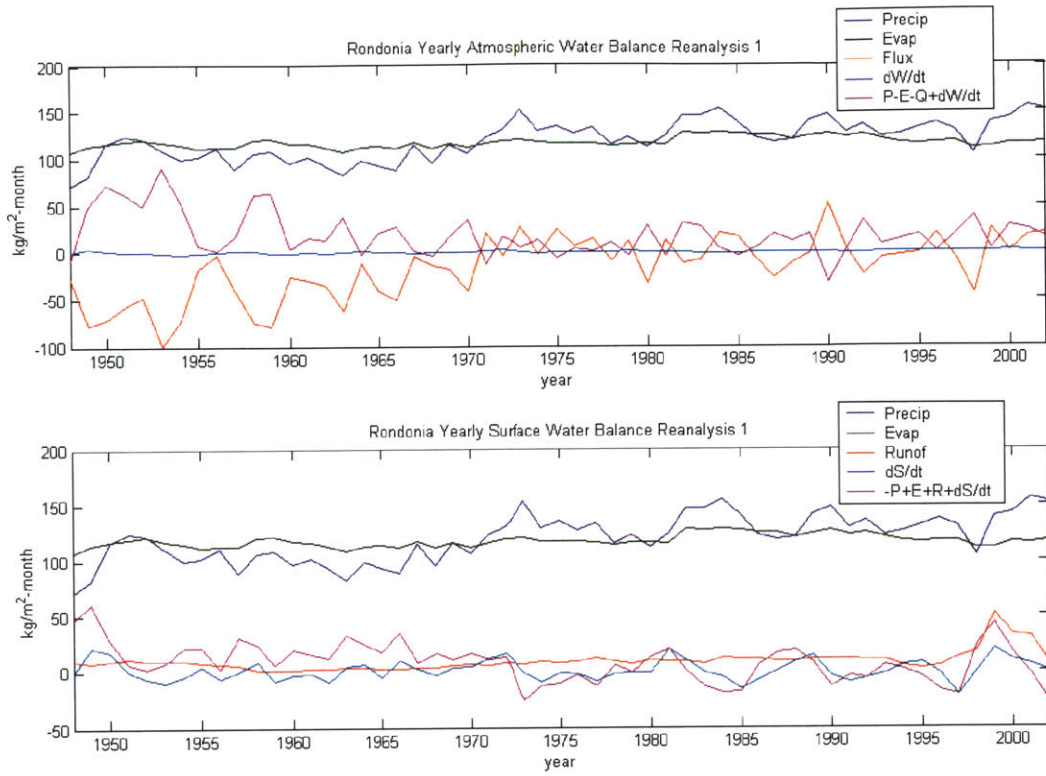 Rondonia Yearly Atmospheric Water Balance Reanalysis 1
Precip
Evap
Flux
dW/dt
P-E-Q+dW/dt
200
150
100
50
0
-50
-100
kg/m²-month
1950 1955 1960 1965 1970 1975 1980 1985 1990 1995 2000
year
Rondonia Yearly Surface Water Balance Reanalysis 1
Precip
Evap
Runof
dS/dt
-P+E+R+dS/dt
200
150
100
50
0
-50
kg/m²-month
1950 1955 1960 1965 1970 1975 1980 1985 1990 1995 2000
year